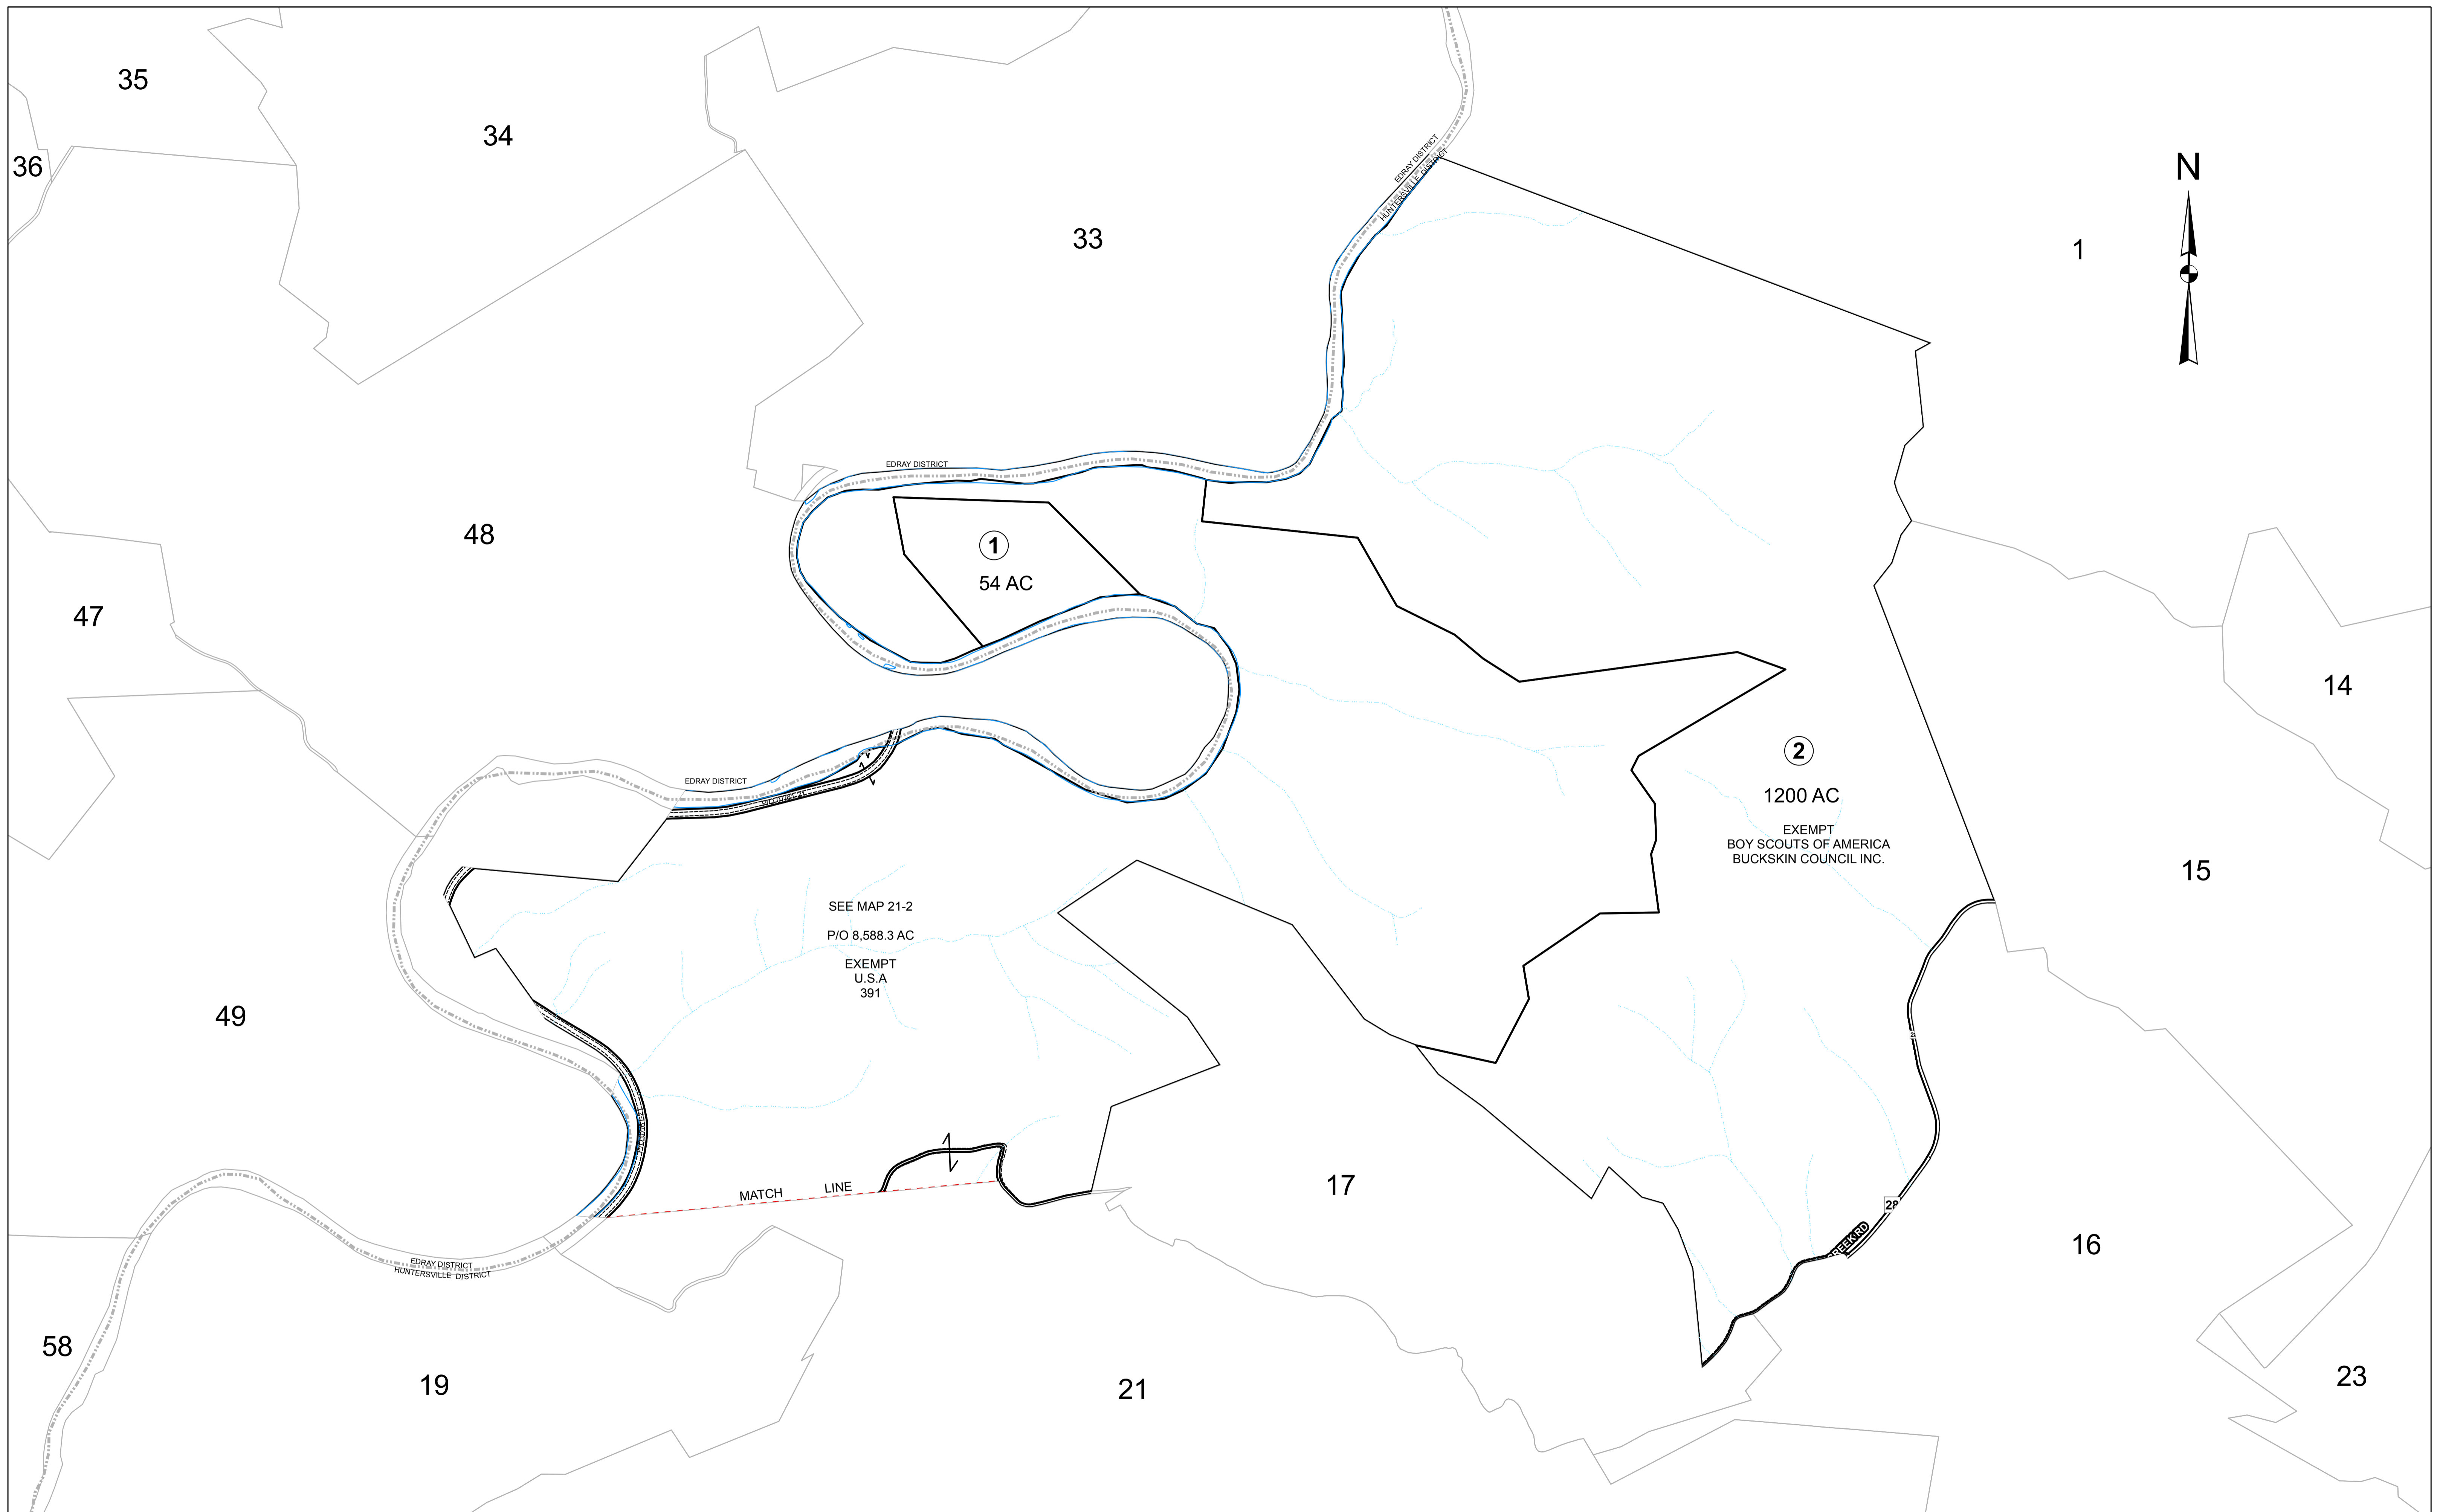 35
34
36
EDRAY DISTRICT
HUNTERSVILLE DISTRICT
N
33
1
EDRAY DISTRICT
48
1
54 AC
47
14
2
EDRAY DISTRICT
1200 AC
EXEMPT
BOY SCOUTS OF AMERICA
BUCKSKIN COUNCIL INC.
15
SEE MAP 21-2
P/O 8,588.3 AC
EXEMPT
U.S.A
391
49
17
MATCH LINE
28
16
EDRAY DISTRICT
HUNTERSVILLE DISTRICT
58
19
21
23